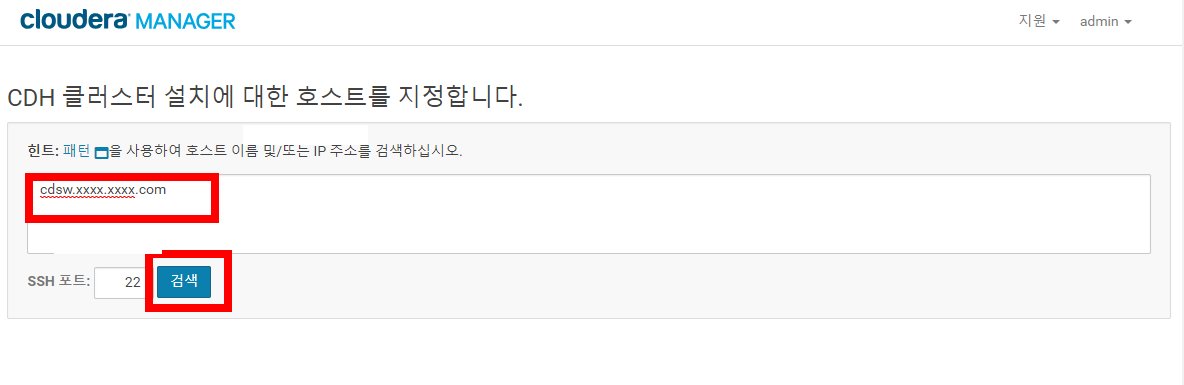 cloudera MANAGER
지원 admin
CDH 클러스터 설치에 대한 호스트를 지정합니다.
힌트: 패턴 을 사용하여 호스트 이름 및/또는 IP 주소를 검색하십시오.
cdsw.xxxx.xxxx.com
SSH 포트: 22 검색